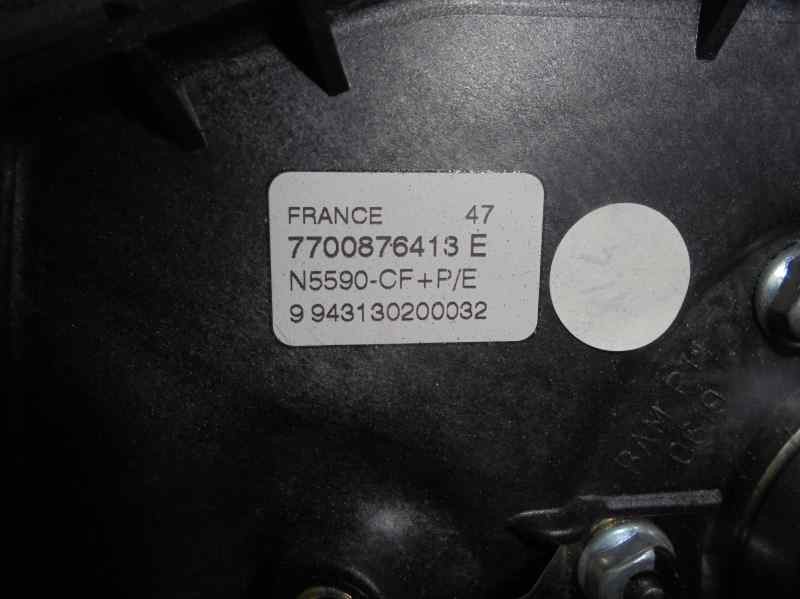 FRANCE 47
7700876413 E
N5590-CF+P/E
9 943130200032